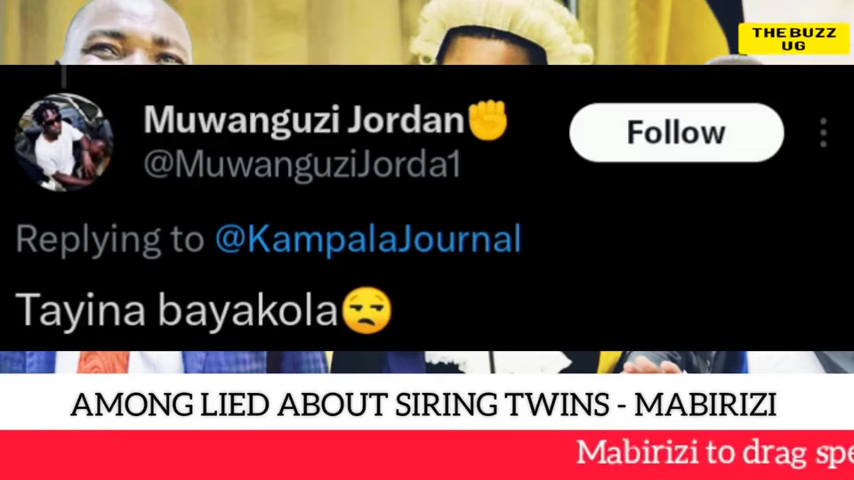 THE BUZZ
UG
Muwanguzi Jordan✊
Follow
@MuwanguziJorda1
Replying to @KampalaJournal
Tayina bayakola😒
AMONG LIED ABOUT SIRING TWINS - MABIRIZI
Mabirizi to drag spe